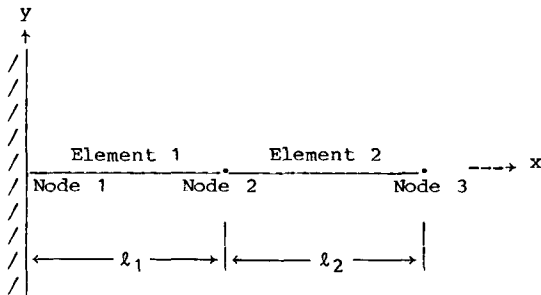 y
Element 1 Element 2
x
Node 1 Node 2 Node 3
ℓ₁ ℓ₂